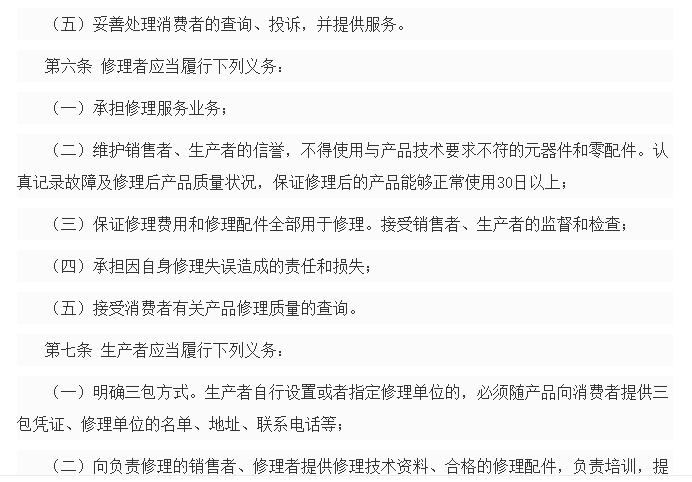 （五）妥善处理消费者的查询、投诉，并提供服务。
第六条 修理者应当履行下列义务：
（一）承担修理服务业务；
（二）维护销售者、生产者的信誉，不得使用与产品技术要求不符的元器件和零配件。认
真记录故障及修理后产品质量状况，保证修理后的产品能够正常使用30日以上；
（三）保证修理费用和修理配件全部用于修理。接受销售者、生产者的监督和检查；
（四）承担因自身修理失误造成的责任和损失；
（五）接受消费者有关产品修理质量的查询。
第七条 生产者应当履行下列义务：
（一）明确三包方式。生产者自行设置或者指定修理单位的，必须随产品向消费者提供三
包凭证、修理单位的名单、地址、联系电话等；
（二）向负责修理的销售者、修理者提供修理技术资料、合格的修理配件，负责培训，提